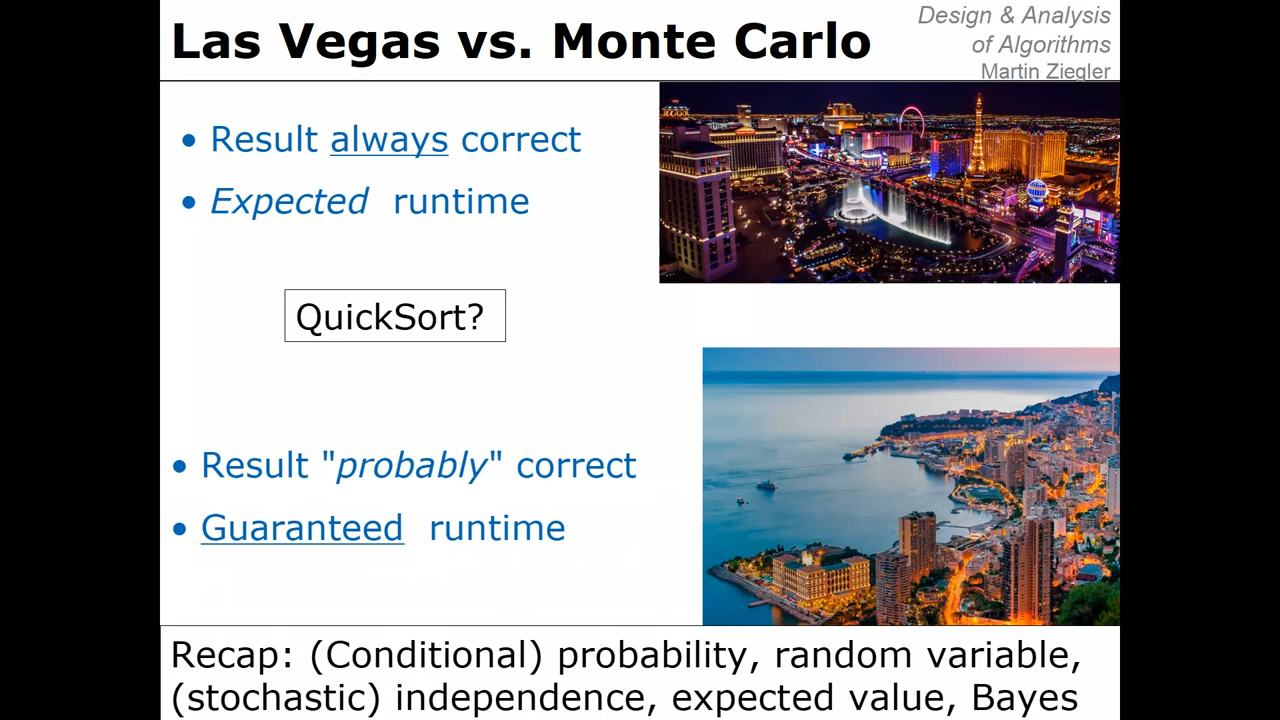 Las Vegas vs. Monte Carlo
Design & Analysis
of Algorithms
Martin Ziegler
• Result always correct
• Expected runtime
QuickSort?
• Result "probably" correct
• Guaranteed runtime
Recap: (Conditional) probability, random variable,
(stochastic) independence, expected value, Bayes